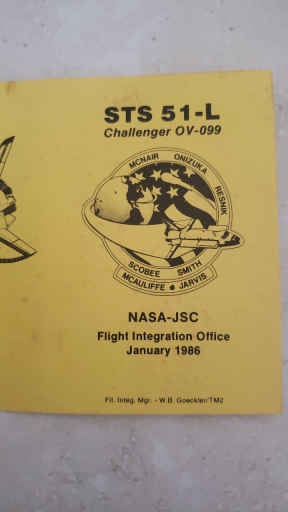 STS 51-L
Challenger OV-099
McNAIR ONIZUKA RESNIK
SCOBEE SMITH
MCAULIFFE JARVIS
NASA-JSC
Flight Integration Office
January 1986
Flt. Integ. Mgr. - W.B. Goeckler/TM2